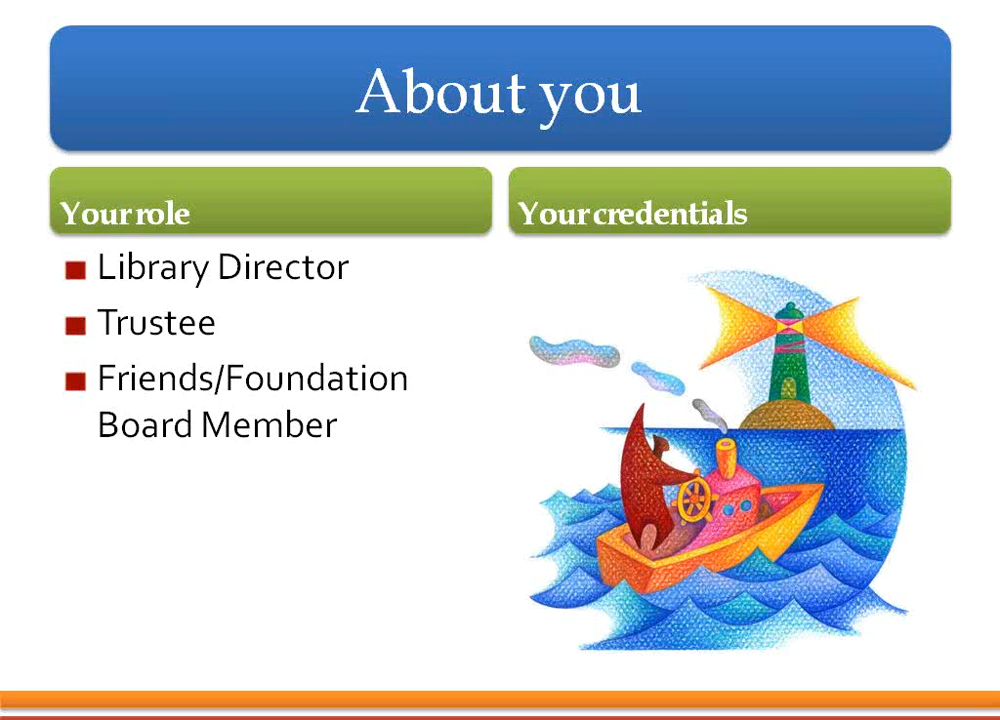 About you
Your role
Your credentials
Library Director
Trustee
Friends/Foundation
Board Member